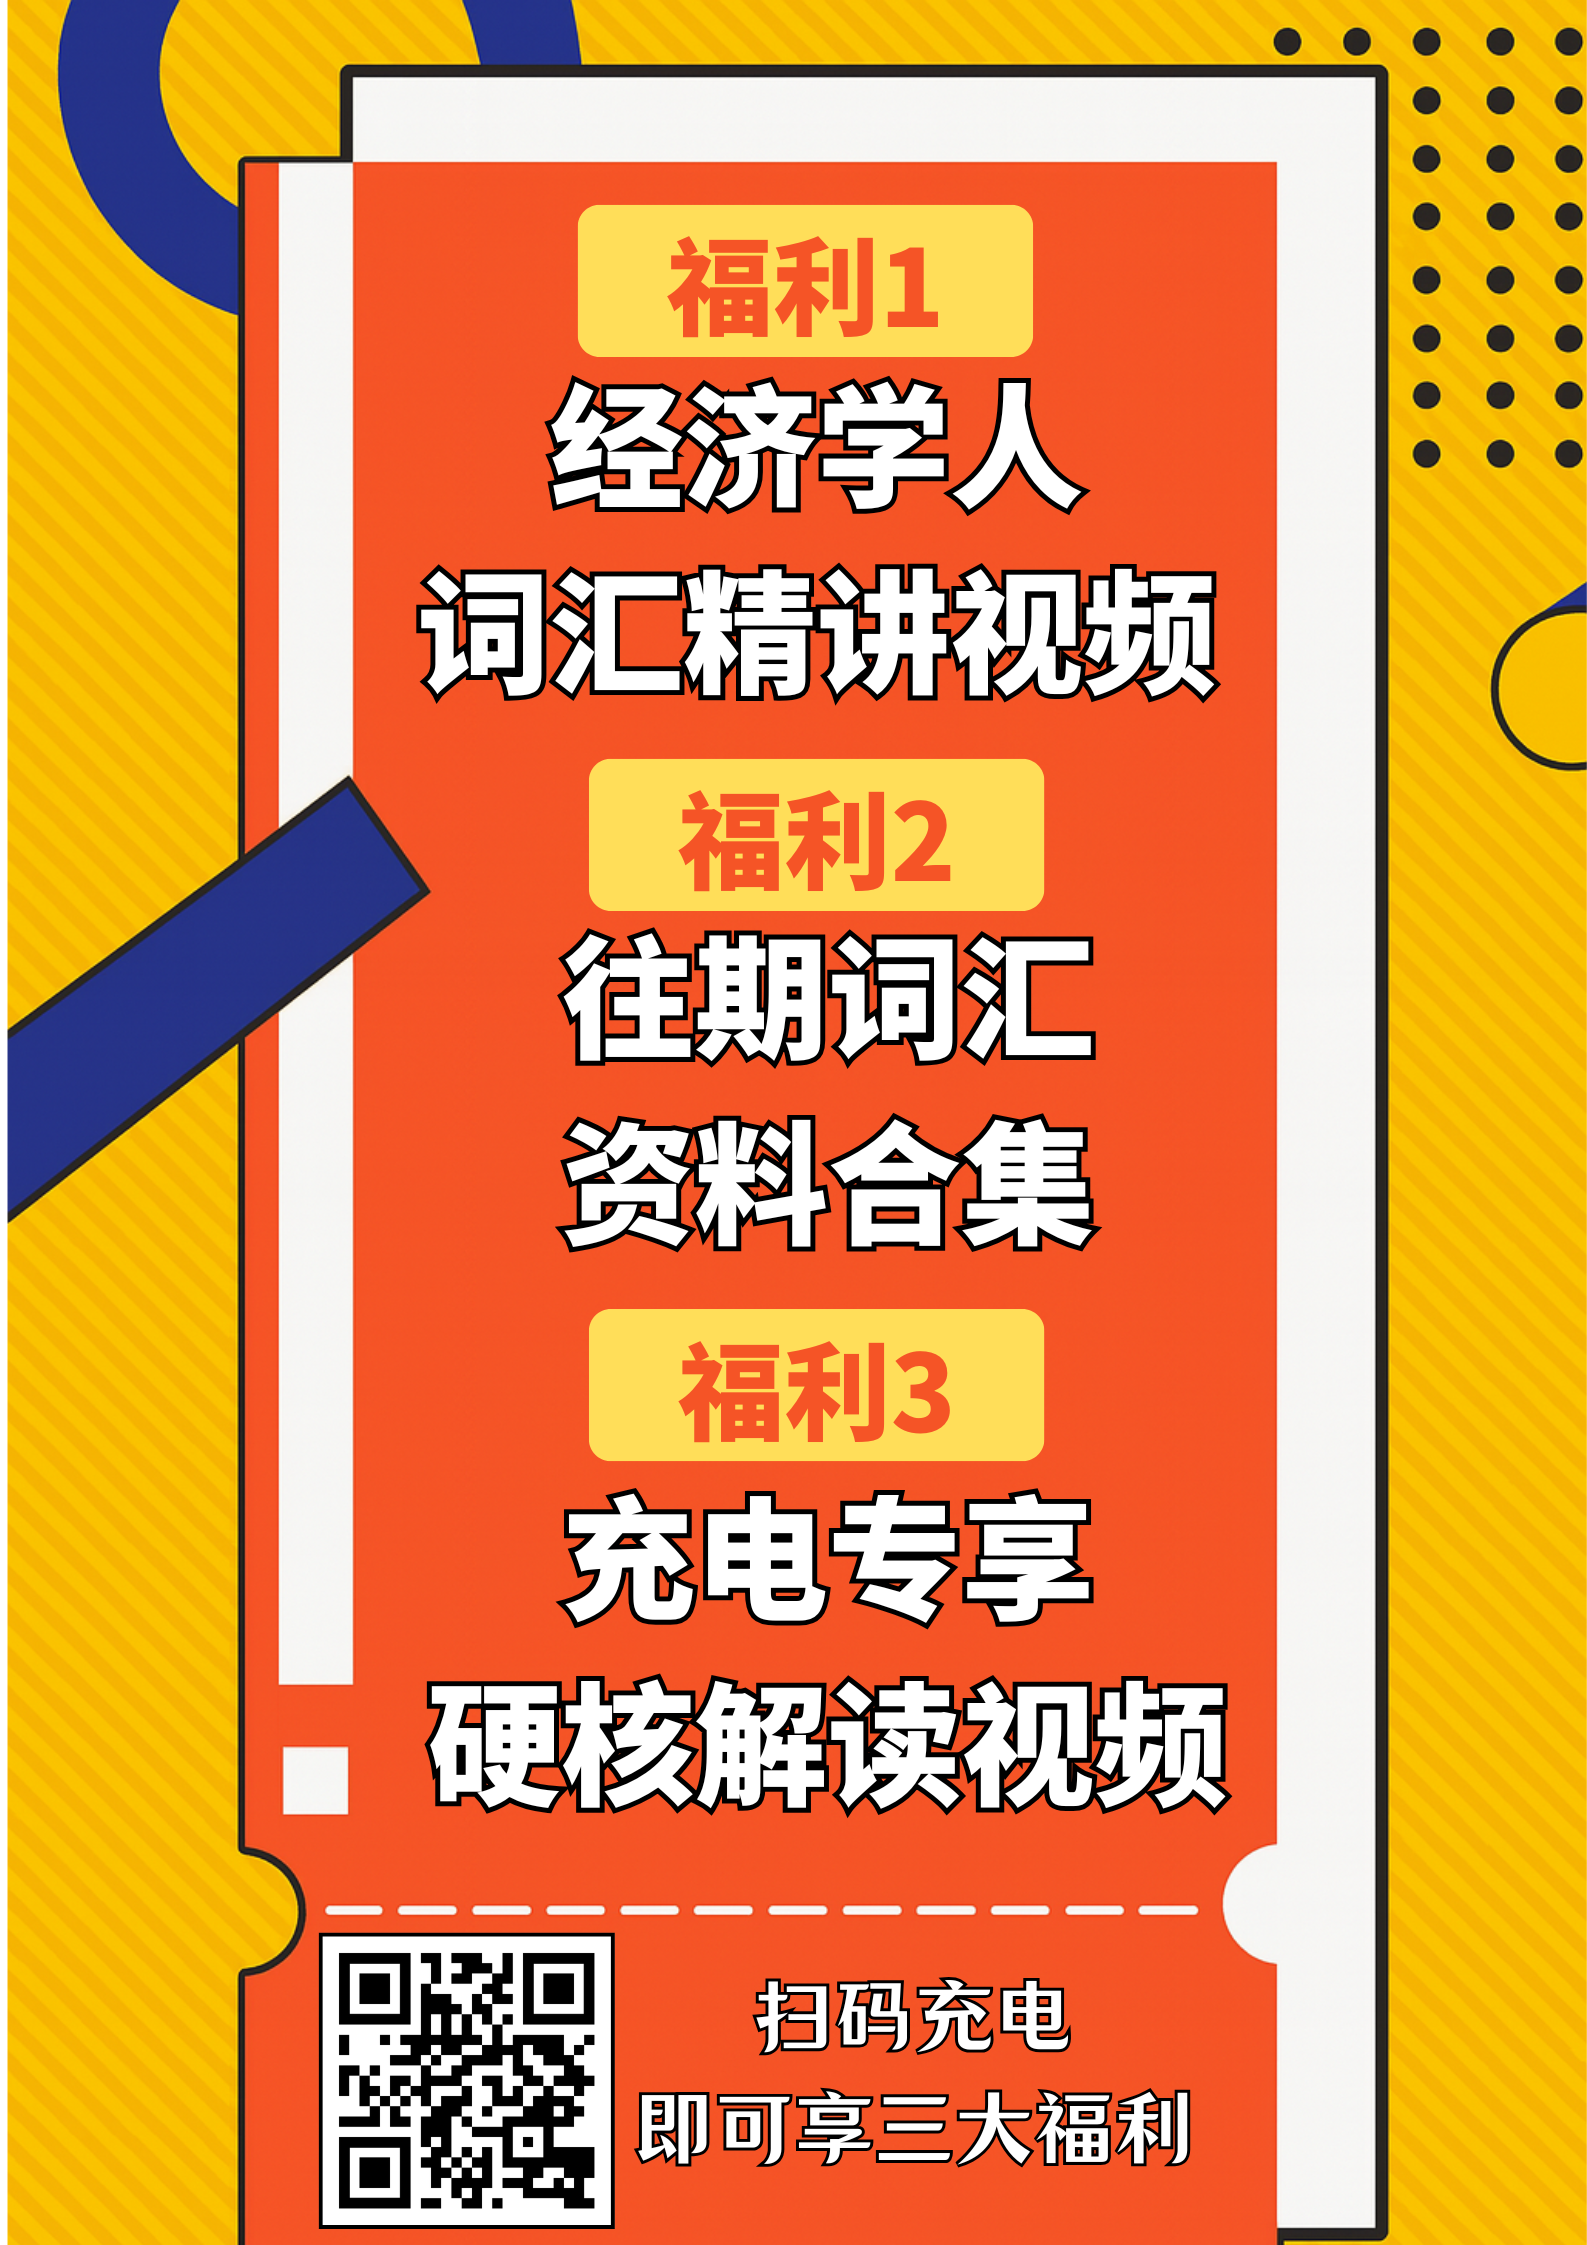 福利1
经济学人
词汇精讲视频
福利2
往期词汇
资料合集
福利3
充电专享
硬核解读视频
扫码充电
即可享三大福利